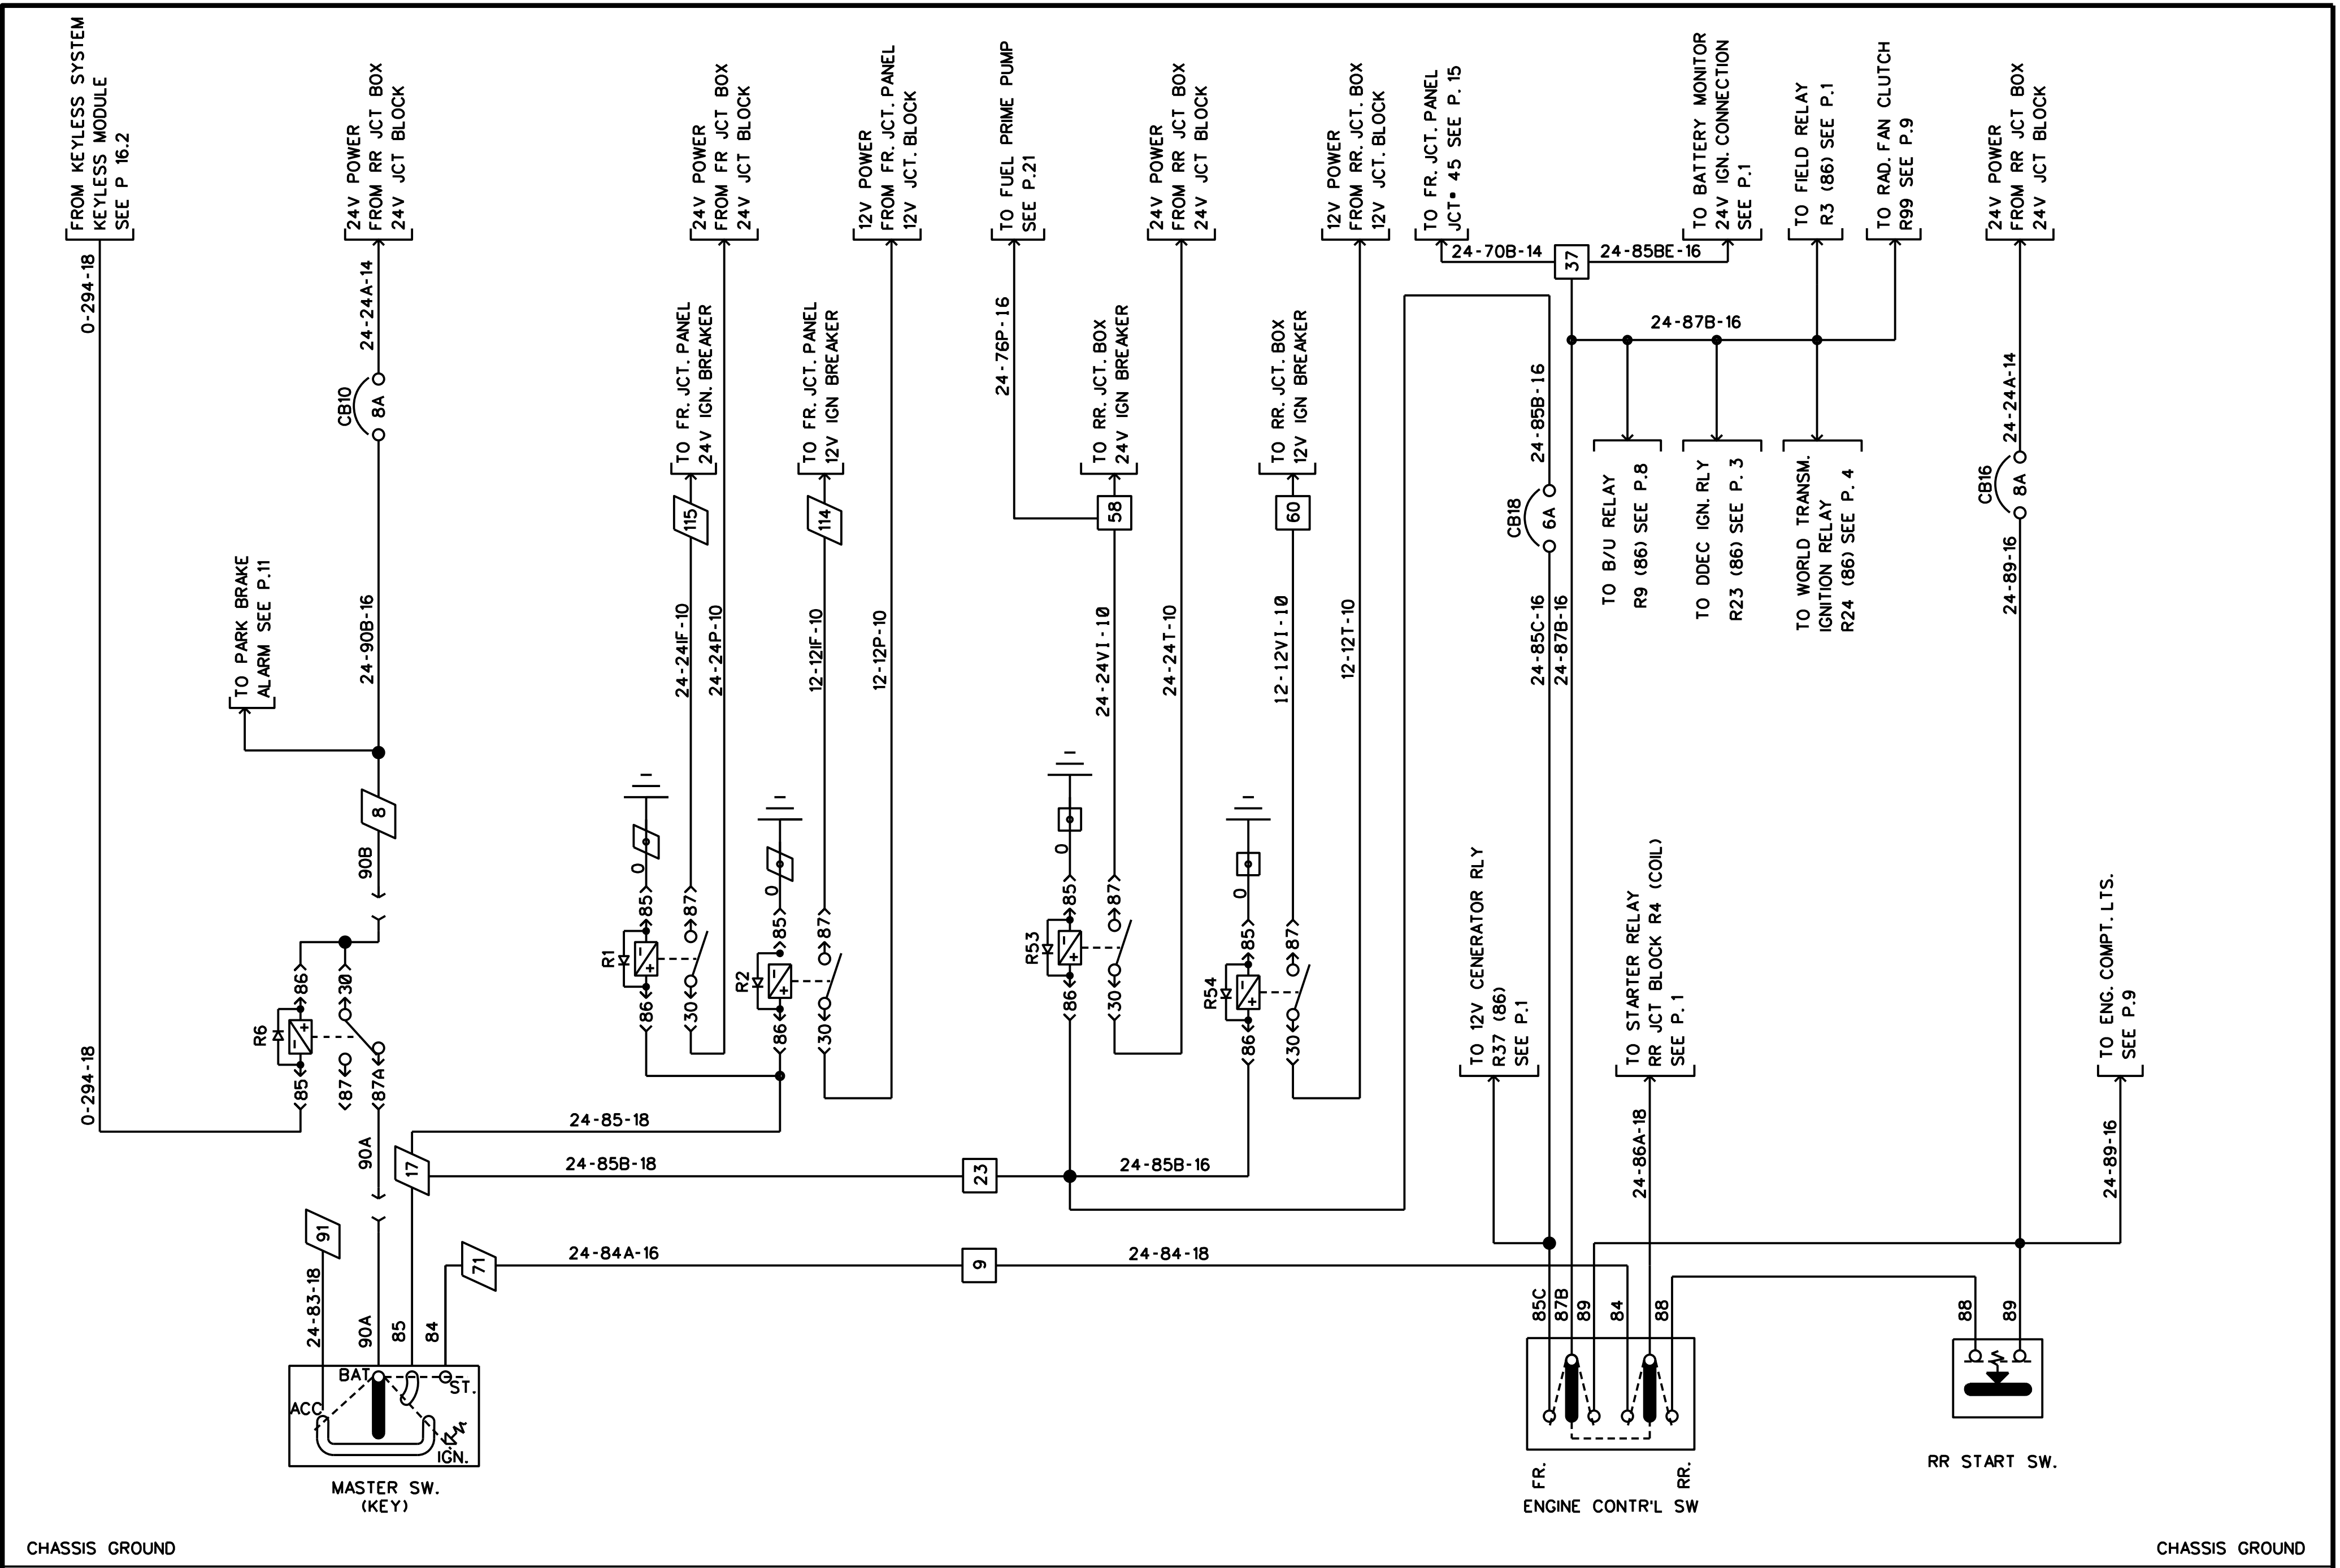 FROM KEYLESS SYSTEM
KEYLESS MODULE
SEE P 16.2
24V POWER
FROM RR JCT BOX
24V JCT BLOCK
24V POWER
FROM FR JCT BOX
24V JCT BLOCK
12V POWER
FROM FR. JCT. PANEL
12V JCT. BLOCK
TO FUEL PRIME PUMP
SEE P.21
24V POWER
FROM RR JCT BOX
24V JCT BLOCK
12V POWER
FROM RR. JCT. BOX
12V JCT. BLOCK
TO FR. JCT. PANEL
JCT# 45 SEE P. 15
TO BATTERY MONITOR
24V IGN. CONNECTION
SEE P.1
TO FIELD RELAY
R3 (86) SEE P.1
TO RAD. FAN CLUTCH
R99 SEE P.9
24V POWER
FROM RR JCT BOX
24V JCT BLOCK
0-294-18
24-24A-14
24-70B-14
37
24-85BE-16
24-87B-16
CB10
8A
TO FR. JCT. PANEL
24V IGN. BREAKER
TO FR. JCT. PANEL
12V IGN BREAKER
24-76P-16
TO RR. JCT. BOX
24V IGN BREAKER
TO RR. JCT. BOX
12V IGN BREAKER
24-85B-16
24-24A-14
115
114
58
60
CB18
6A
CB16
8A
TO B/U RELAY
R9 (86) SEE P.8
TO DDEC IGN. RLY
R23 (86) SEE P. 3
TO WORLD TRANSM.
IGNITION RELAY
R24 (86) SEE P. 4
TO PARK BRAKE
ALARM SEE P.11
24-90B-16
24-24IF-10
24-24P-10
12-12IF-10
12-12P-10
24-24VI-10
24-24T-10
12-12VI-10
12-12T-10
24-85C-16
24-87B-16
24-89-16
8
90B
0
0
0
0
R6
86
30
85
87
87A
R1
85
87
86
30
R2
85
87
86
30
R53
85
87
86
30
R54
85
87
86
30
TO 12V CENERATOR RLY
R37 (86)
SEE P.1
TO STARTER RELAY
RR JCT BLOCK R4 (COIL)
SEE P.1
TO ENG. COMPT. LTS.
SEE P.9
0-294-18
90A
17
24-85-18
24-85B-18
23
24-85B-16
24-86A-18
24-89-16
91
24-83-18
90A
85
84
71
24-84A-16
9
24-84-18
85C
87B
89
84
88
88
89
BAT
ST.
ACC
IGN.
MASTER SW.
(KEY)
FR.
RR.
ENGINE CONTR'L SW
RR START SW.
CHASSIS GROUND
CHASSIS GROUND